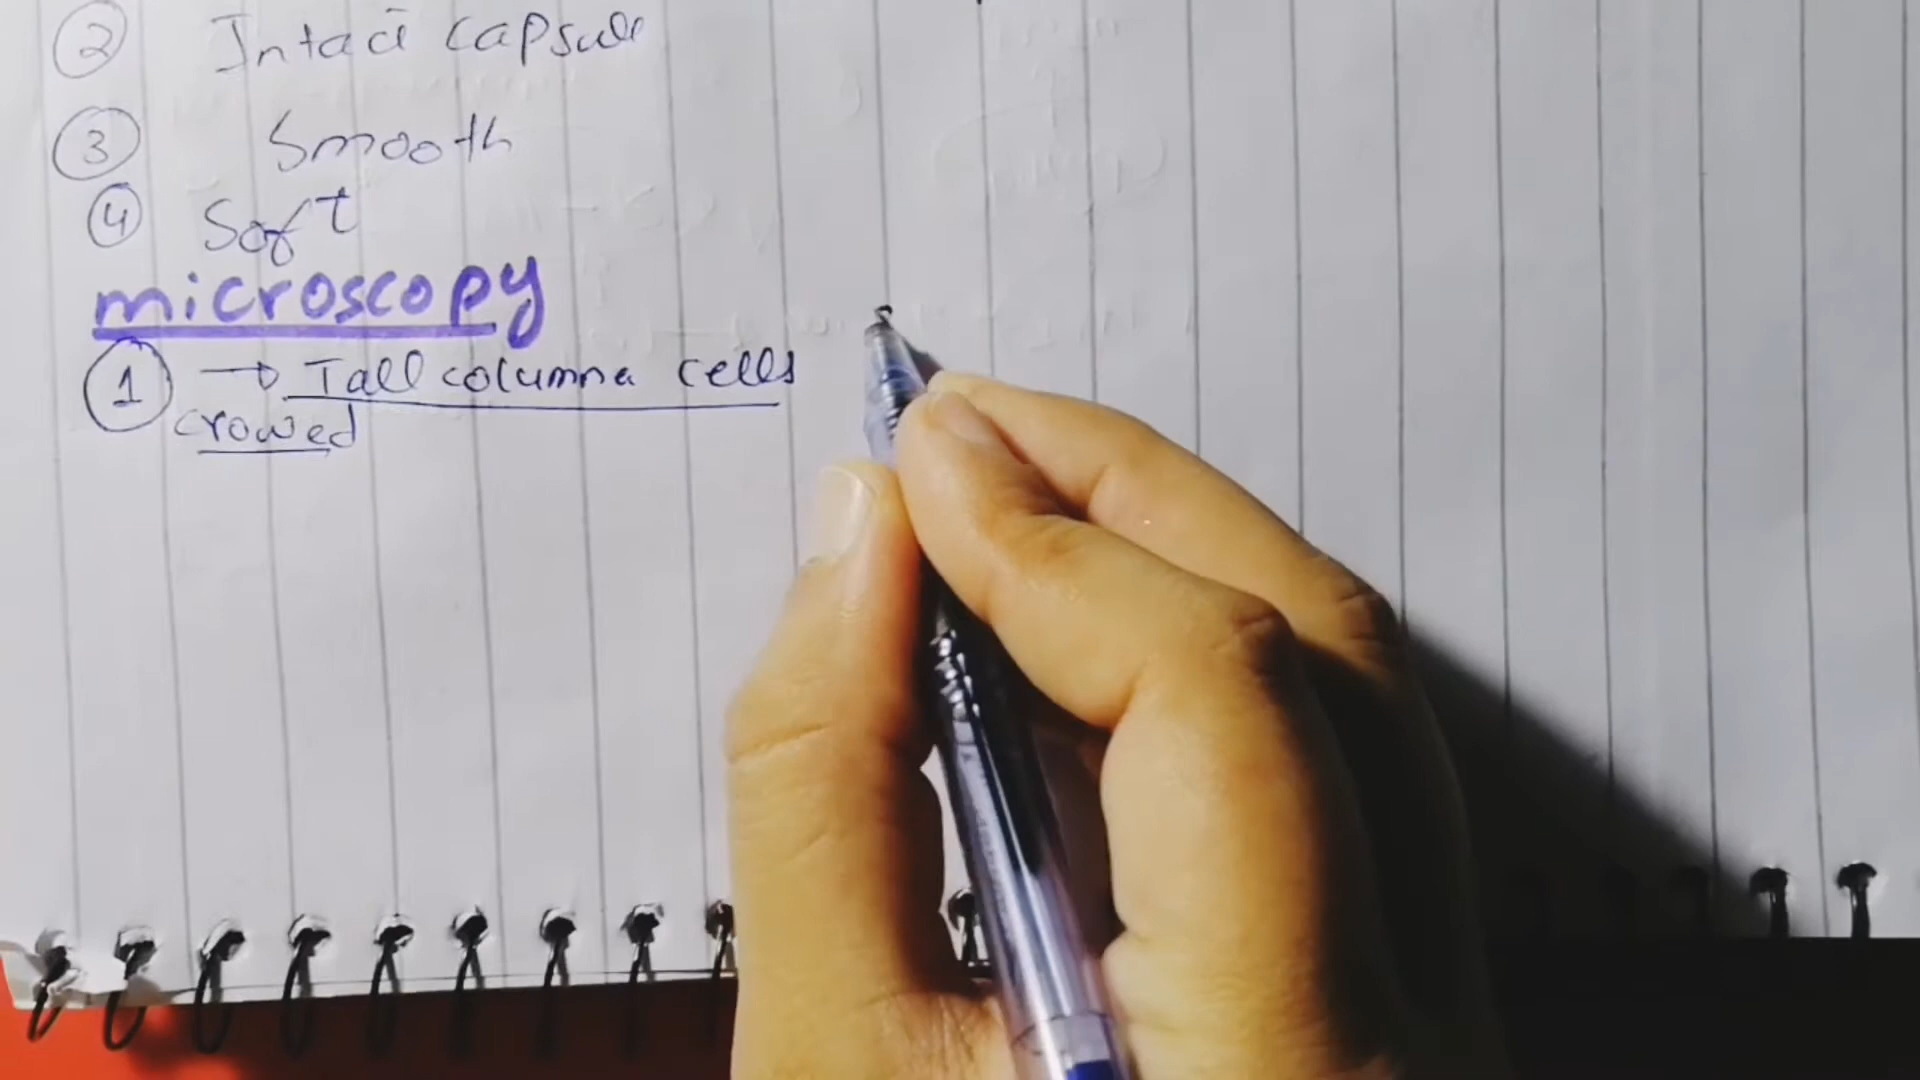 2 Intact capsule
3 Smooth
4 Soft
microscopy
1 → Tall columna cells
crowed